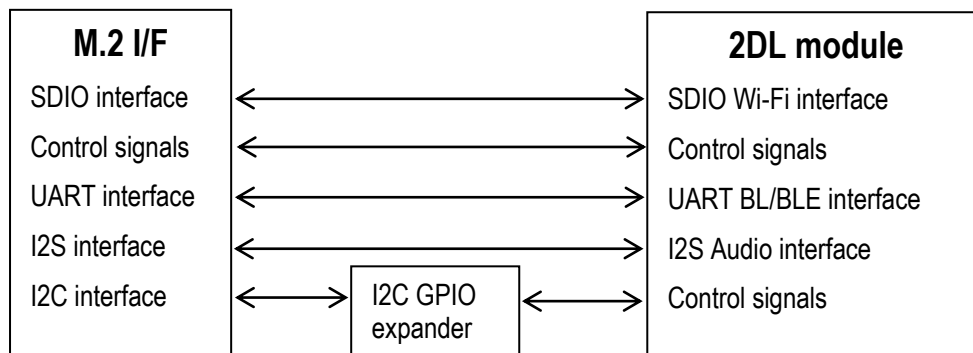 M.2 I/F
SDIO interface
Control signals
UART interface
I2S interface
I2C interface
I2C GPIO
expander
2DL module
SDIO Wi-Fi interface
Control signals
UART BL/BLE interface
I2S Audio interface
Control signals